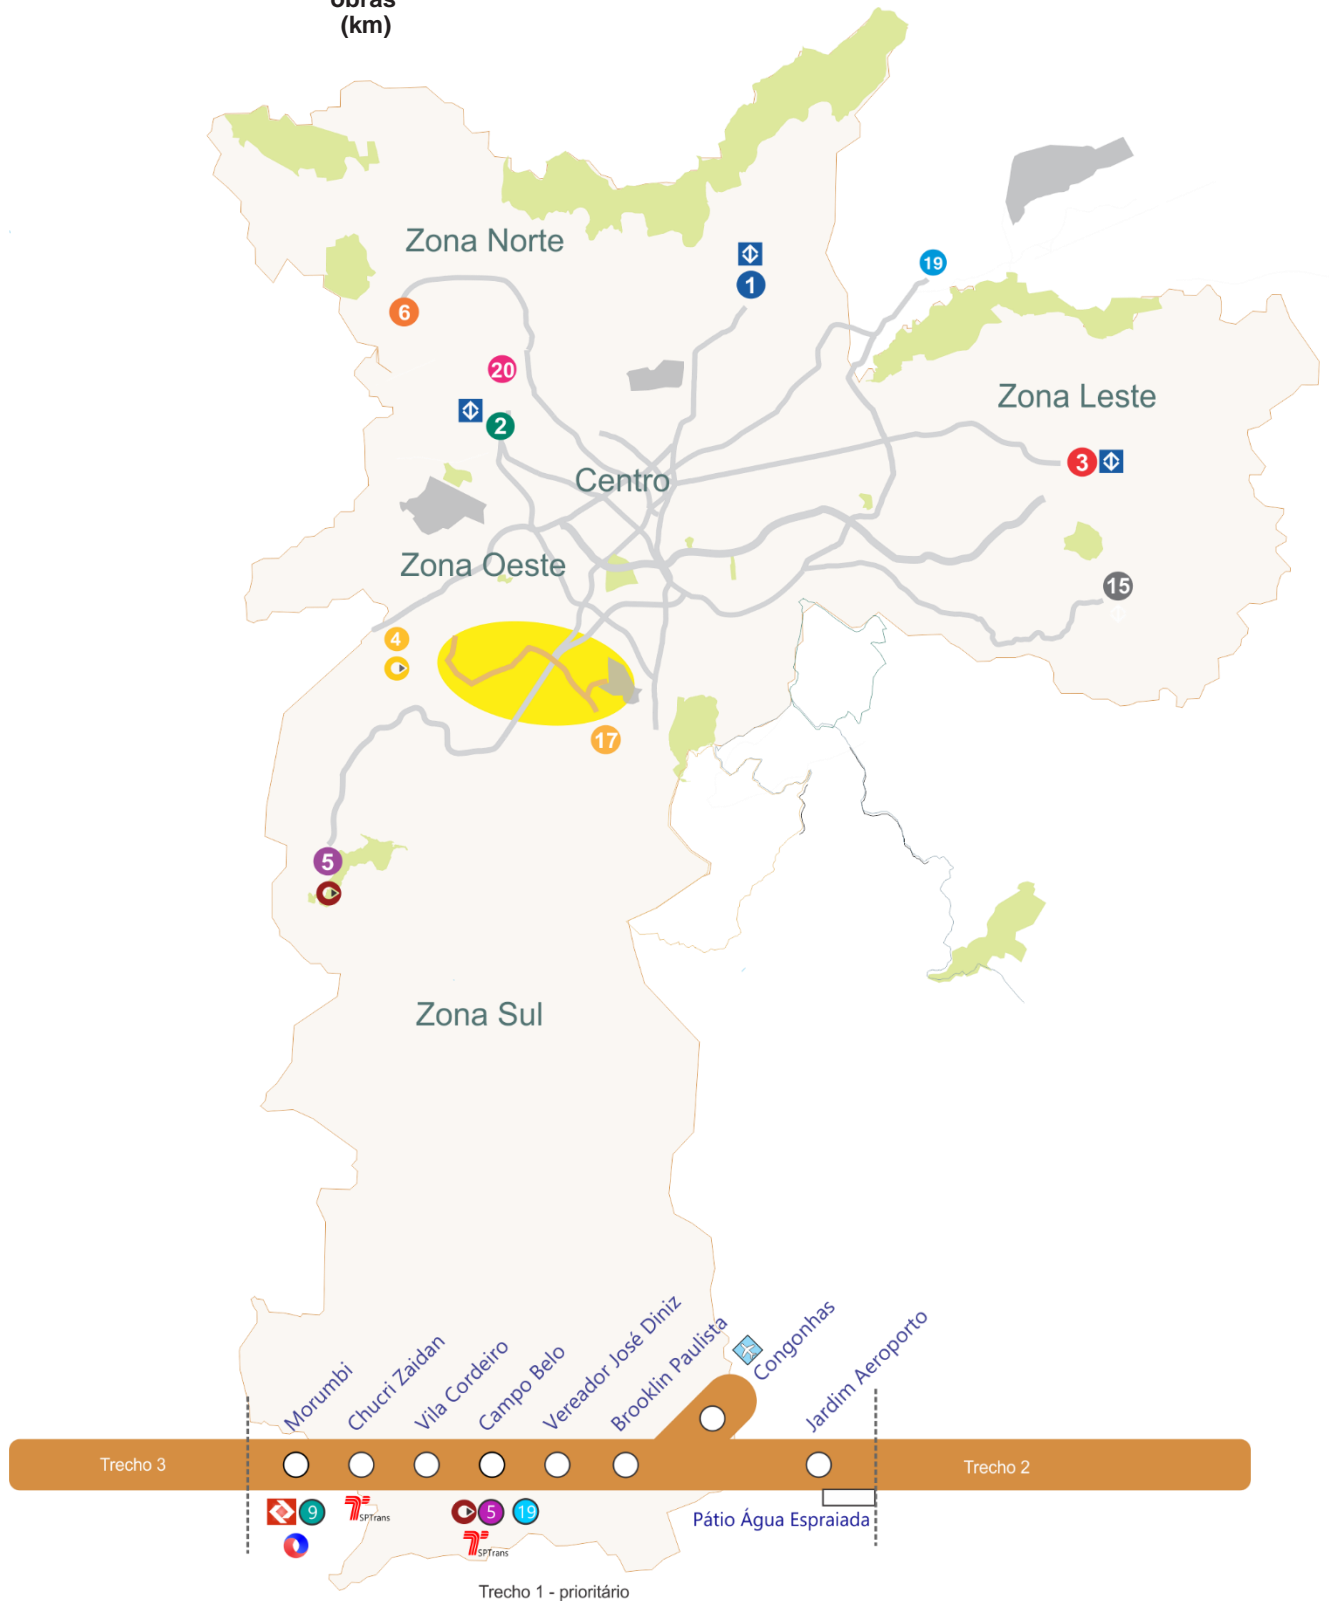 obras
(km)
Zona Norte
1
19
6
20
Zona Leste
2
3
Centro
Zona Oeste
15
4
17
5
Zona Sul
Morumbi
Chucri Zaidan
Vila Cordeiro
Campo Belo
Vereador José Diniz
Brooklin Paulista
Congonhas
Jardim Aeroporto
Trecho 3
Trecho 2
9
SPTrans
5
19
SPTrans
Pátio Água Espraiada
Trecho 1 - prioritário